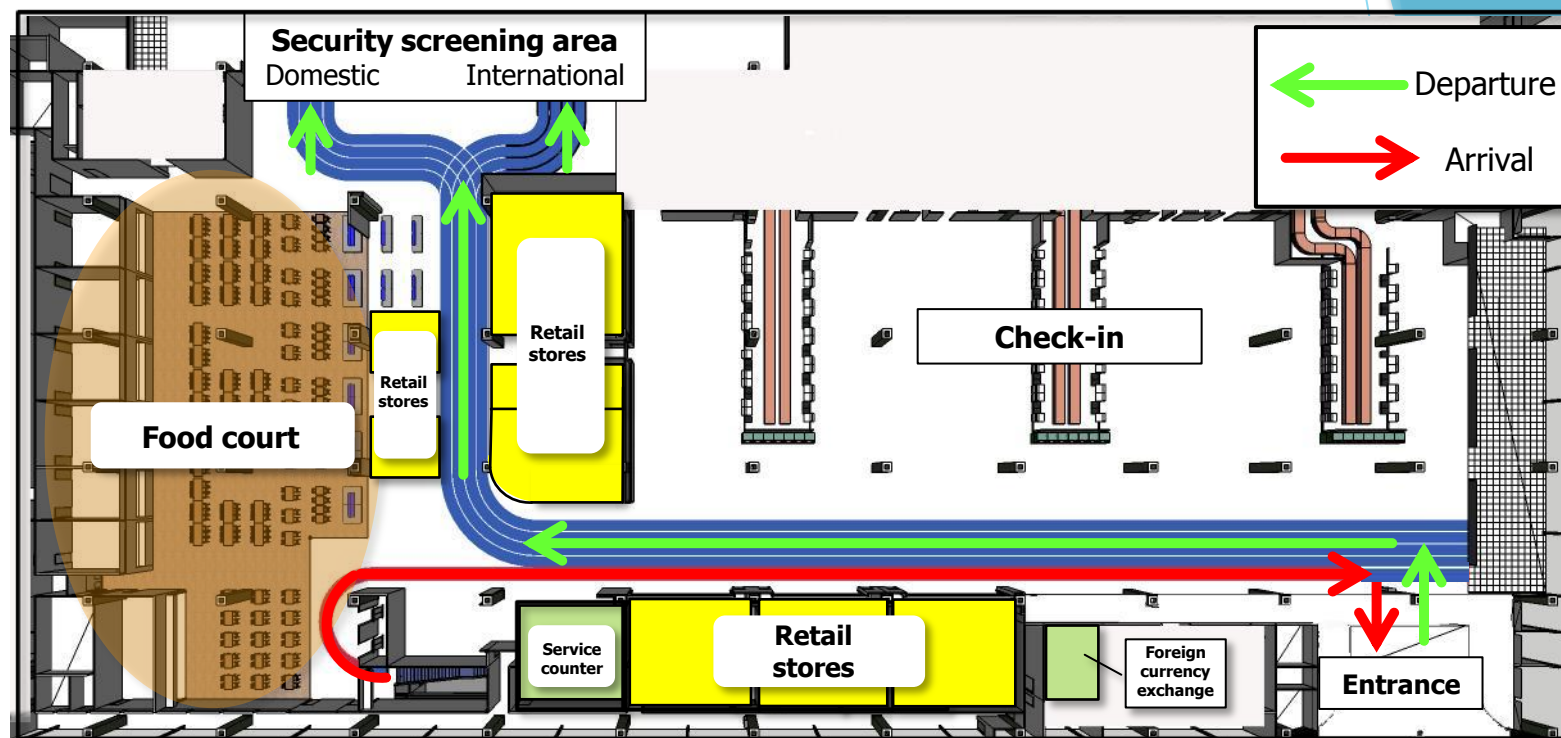 Security screening area
Domestic International
Departure
Arrival
Retail
stores
Check-in
Retail
stores
Food court
Service
counter
Retail
stores
Foreign
currency
exchange
Entrance